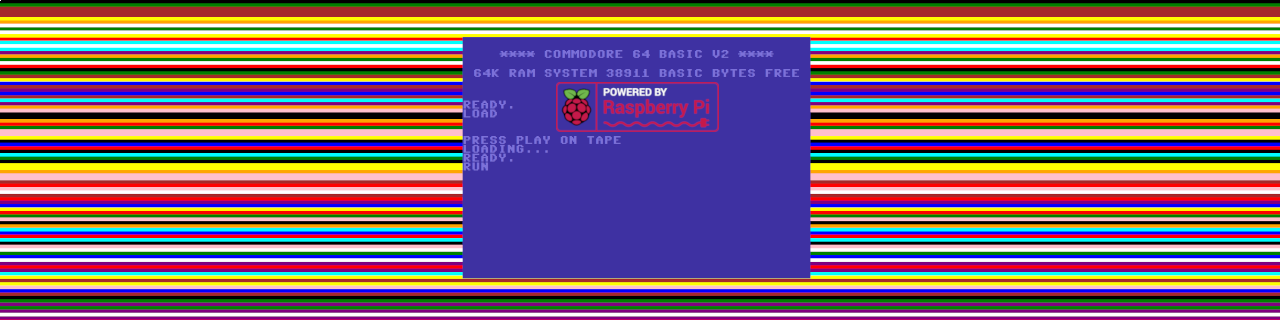 **** COMMODORE 64 BASIC V2 ****
64K RAM SYSTEM 38911 BASIC BYTES FREE
POWERED BY
Raspberry Pi
READY.
LOAD
PRESS PLAY ON TAPE
LOADING...
READY.
RUN